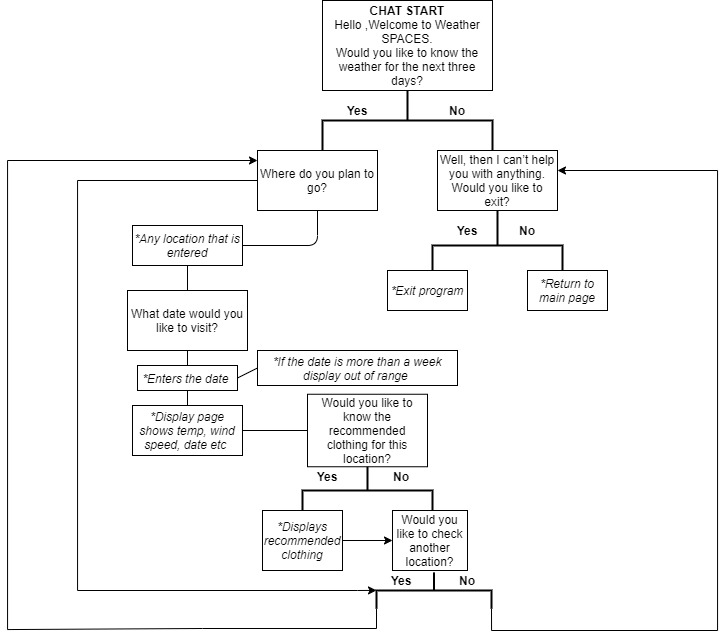 CHAT START
Hello ,Welcome to Weather
SPACES.
Would you like to know the
weather for the next three
days?
Yes
No
Where do you plan to
go?
Well, then I can't help
you with anything.
Would you like to
exit?
*Any location that is
entered
Yes
No
*Exit program
*Return to
main page
What date would you
like to visit?
*Enters the date
*If the date is more than a week
display out of range
*Display page
shows temp, wind
speed, date etc
Would you like to
know the
recommended
clothing for this
location?
Yes
No
*Displays
recommended
clothing
Would you
like to check
another
location?
Yes
No